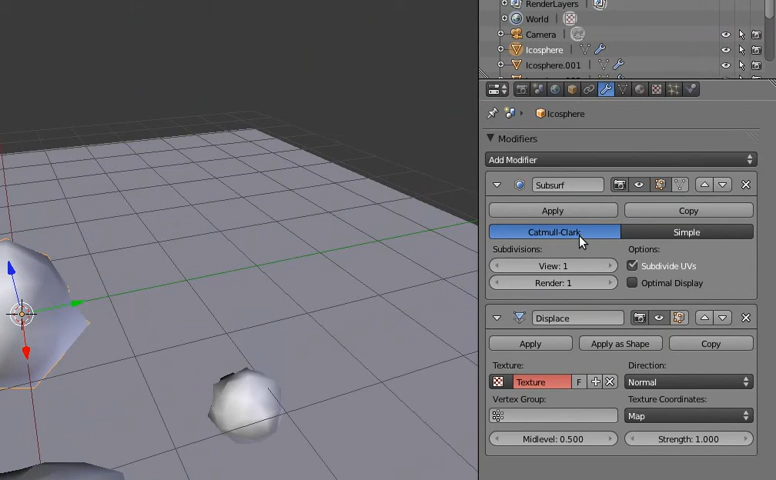 RenderLayers
World
Camera
Icosphere
Icosphere.001
Icosphere
Modifiers
Add Modifier
Subsurf
Apply Copy
Catmull-Clark Simple
Subdivisions: Options:
View: 1 Subdivide UVs
Render: 1 Optimal Display
Displace
Apply Apply as Shape Copy
Texture: Direction:
Texture F Normal
Vertex Group: Texture Coordinates:
Map
Midlevel: 0.500 Strength: 1.000